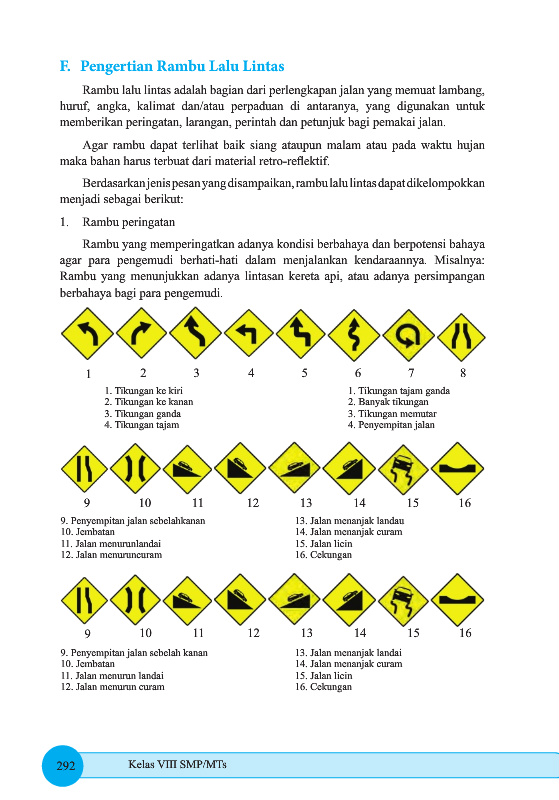 F. Pengertian Rambu Lalu Lintas
Rambu lalu lintas adalah bagian dari perlengkapan jalan yang memuat lambang,
huruf, angka, kalimat dan/atau perpaduan di antaranya, yang digunakan untuk
memberikan peringatan, larangan, perintah dan petunjuk bagi pemakai jalan.
Agar rambu dapat terlihat baik siang ataupun malam atau pada waktu hujan
maka bahan harus terbuat dari material retro-reflektif.
Berdasarkan jenis pesan yang disampaikan, rambu lalu lintas dapat dikelompokkan
menjadi sebagai berikut:
1. Rambu peringatan
Rambu yang memperingatkan adanya kondisi berbahaya dan berpotensi bahaya
agar para pengemudi berhati-hati dalam menjalankan kendaraannya. Misalnya:
Rambu yang menunjukkan adanya lintasan kereta api, atau adanya persimpangan
berbahaya bagi para pengemudi.
1 2 3 4 5 6 7 8
1. Tikungan ke kiri
2. Tikungan ke kanan
3. Tikungan ganda
4. Tikungan tajam
1. Tikungan tajam ganda
2. Banyak tikungan
3. Tikungan memutar
4. Penyempitan jalan
9 10 11 12 13 14 15 16
9. Penyempitan jalan sebelahkanan
10. Jembatan
11. Jalan menurunlandai
12. Jalan menuruncuram
13. Jalan menanjak landau
14. Jalan menanjak curam
15. Jalan licin
16. Cekungan
9 10 11 12 13 14 15 16
9. Penyempitan jalan sebelah kanan
10. Jembatan
11. Jalan menurun landai
12. Jalan menurun curam
13. Jalan menanjak landai
14. Jalan menanjak curam
15. Jalan licin
16. Cekungan
292 Kelas VIII SMP/MTs